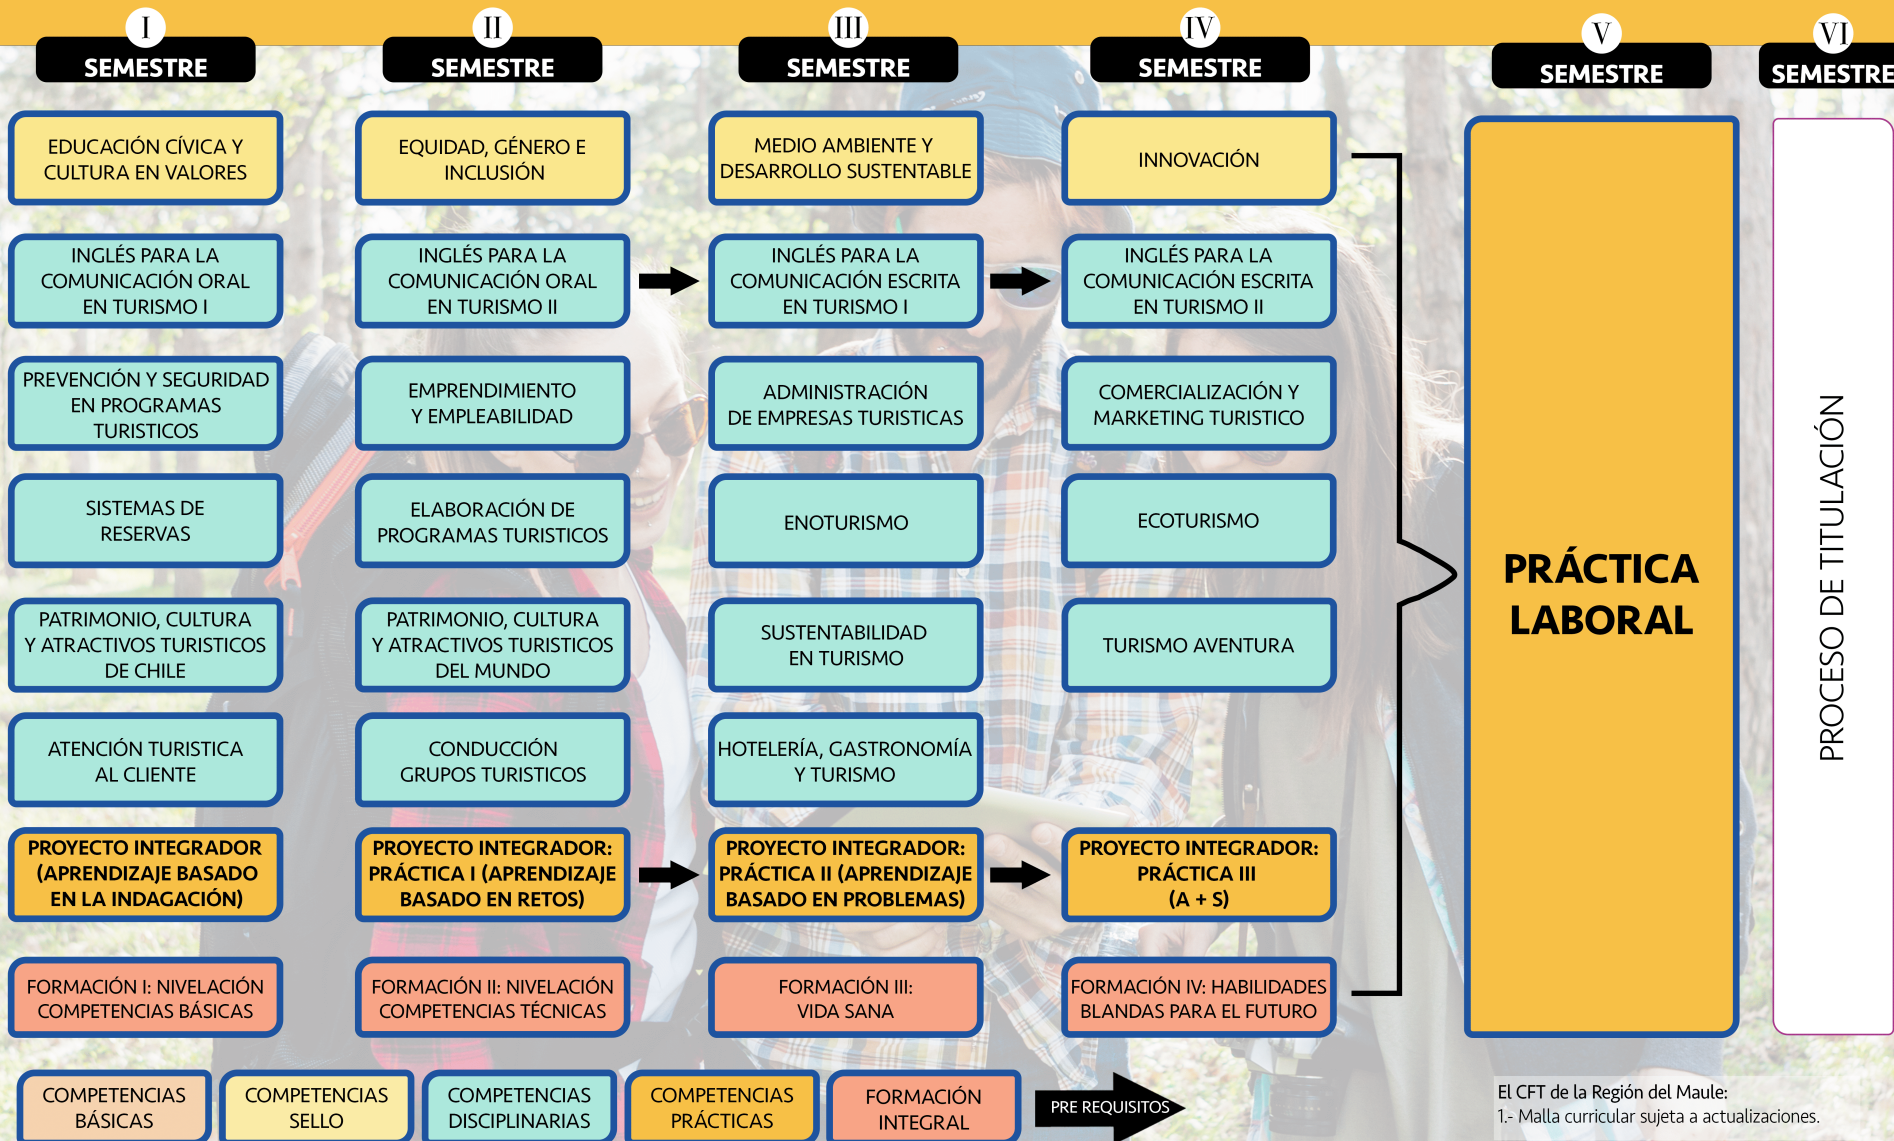 I
SEMESTRE
II
SEMESTRE
III
SEMESTRE
IV
SEMESTRE
V
SEMESTRE
VI
SEMESTRE
EDUCACIÓN CÍVICA Y
CULTURA EN VALORES
EQUIDAD, GÉNERO E
INCLUSIÓN
MEDIO AMBIENTE Y
DESARROLLO SUSTENTABLE
INNOVACIÓN
INGLÉS PARA LA
COMUNICACIÓN ORAL
EN TURISMO I
INGLÉS PARA LA
COMUNICACIÓN ORAL
EN TURISMO II
INGLÉS PARA LA
COMUNICACIÓN ESCRITA
EN TURISMO I
INGLÉS PARA LA
COMUNICACIÓN ESCRITA
EN TURISMO II
PREVENCIÓN Y SEGURIDAD
EN PROGRAMAS
TURISTICOS
EMPRENDIMIENTO
Y EMPLEABILIDAD
ADMINISTRACIÓN
DE EMPRESAS TURISTICAS
COMERCIALIZACIÓN Y
MARKETING TURISTICO
SISTEMAS DE
RESERVAS
ELABORACIÓN DE
PROGRAMAS TURISTICOS
ENOTURISMO
ECOTURISMO
PATRIMONIO, CULTURA
Y ATRACTIVOS TURISTICOS
DE CHILE
PATRIMONIO, CULTURA
Y ATRACTIVOS TURISTICOS
DEL MUNDO
SUSTENTABILIDAD
EN TURISMO
TURISMO AVENTURA
ATENCIÓN TURISTICA
AL CLIENTE
CONDUCCIÓN
GRUPOS TURISTICOS
HOTELERÍA, GASTRONOMÍA
Y TURISMO
PROYECTO INTEGRADOR
(APRENDIZAJE BASADO
EN LA INDAGACIÓN)
PROYECTO INTEGRADOR:
PRÁCTICA I (APRENDIZAJE
BASADO EN RETOS)
PROYECTO INTEGRADOR:
PRÁCTICA II (APRENDIZAJE
BASADO EN PROBLEMAS)
PROYECTO INTEGRADOR:
PRÁCTICA III
(A + S)
FORMACIÓN I: NIVELACIÓN
COMPETENCIAS BÁSICAS
FORMACIÓN II: NIVELACIÓN
COMPETENCIAS TÉCNICAS
FORMACIÓN III:
VIDA SANA
FORMACIÓN IV: HABILIDADES
BLANDAS PARA EL FUTURO
PRÁCTICA
LABORAL
PROCESO DE TITULACIÓN
COMPETENCIAS
BÁSICAS
COMPETENCIAS
SELLO
COMPETENCIAS
DISCIPLINARIAS
COMPETENCIAS
PRÁCTICAS
FORMACIÓN
INTEGRAL
PRE REQUISITOS
El CFT de la Región del Maule:
1.- Malla curricular sujeta a actualizaciones.